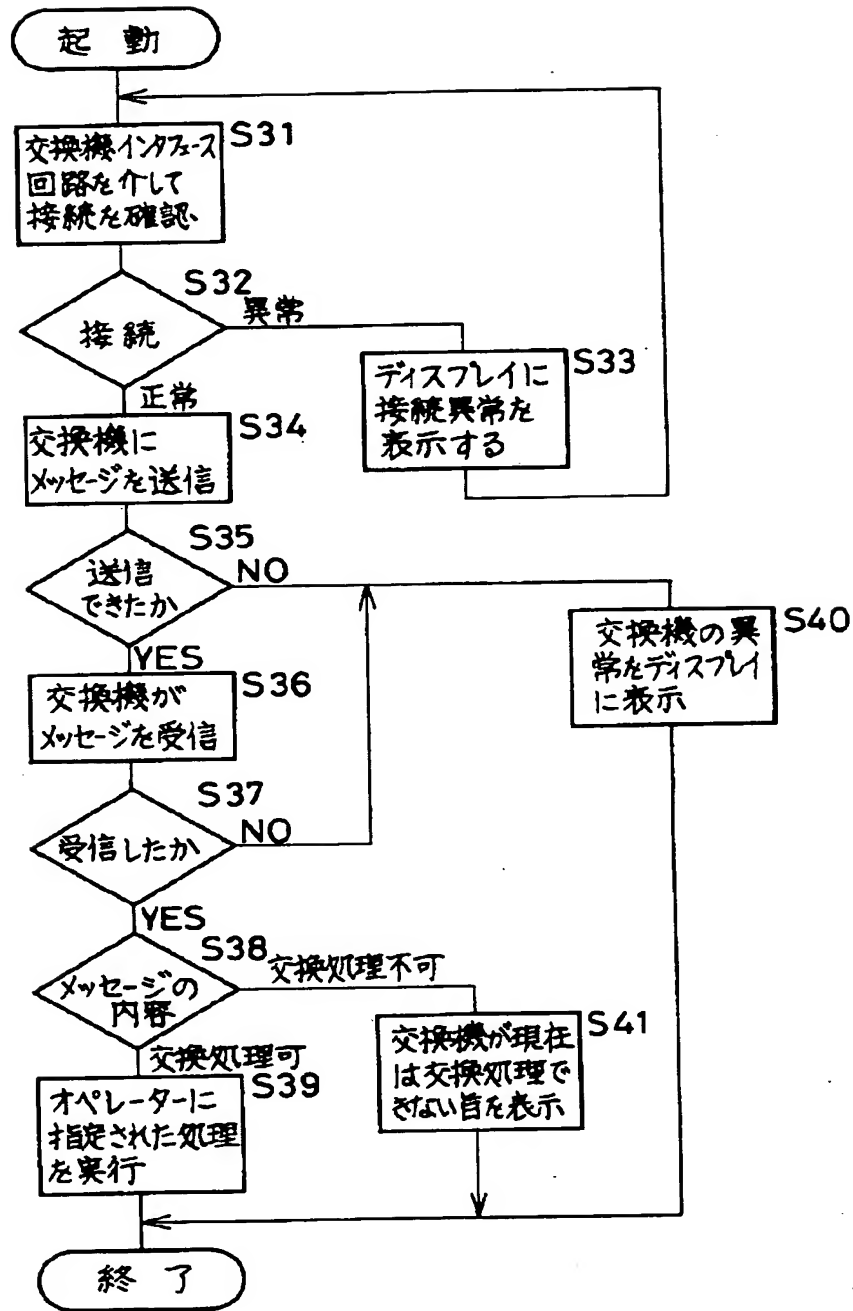 起動
交換機インタフェース
回路を介して
接続を確認、
S31
S32
接続
異常
正常
ディスプレイに
接続異常を
表示する
S33
交換機に
メッセージを送信
S34
S35
送信
できたか
NO
YES
交換機が
メッセージを受信
S36
交換機の異
常をディスプレイ
に表示
S40
S37
受信したか
NO
YES
S38
メッセージの
内容
交換処理不可
交換処理可
交換機が現在
は交換処理で
きない旨を表示
S41
オペレーターに
指定された処理
を実行
S39
終了